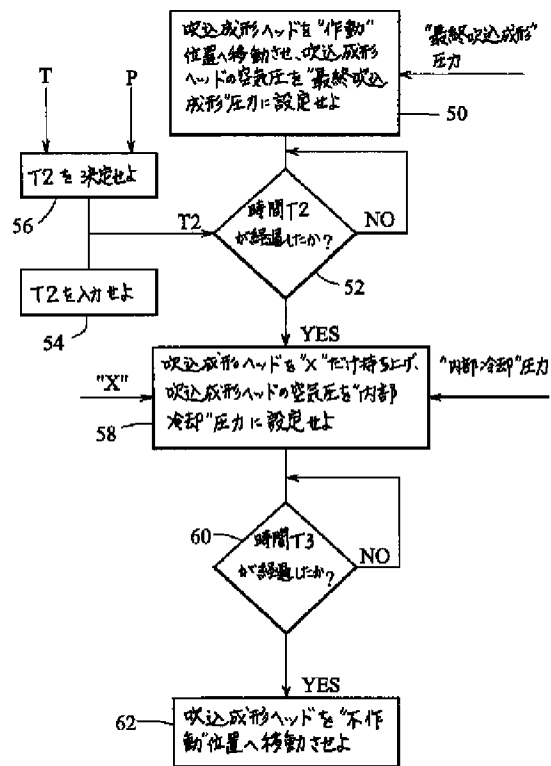 吹込成形ヘッドを"作動"
位置へ移動させ、吹込成形
ヘッドの空気圧を"最終吹込
成形"圧力に設定せよ
"最終吹込成形"
圧力
50
T
P
T2を決定せよ
56
T2
時間T2
が経過したか?
NO
52
T2を入力せよ
54
YES
吹込成形ヘッドを"X"だけ持ち上げ、
吹込成形ヘッドの空気圧を"内部
冷却"圧力に設定せよ
"X"
58
"内部冷却"圧力
60
時間T3
が経過したか?
NO
YES
62
吹込成形ヘッドを"不作
動"位置へ移動させよ